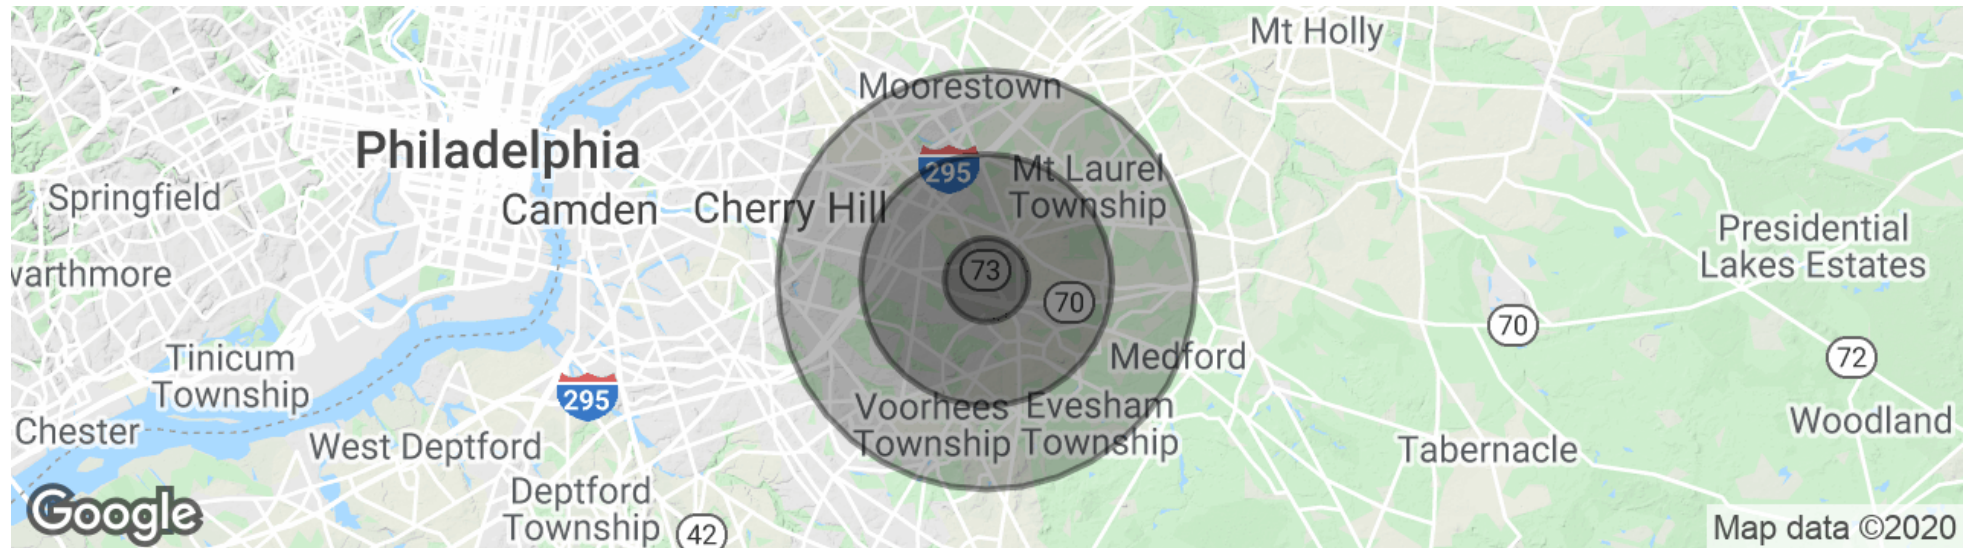 Mt Holly
Moorestown
Philadelphia
295
Mt Laurel
Township
Springfield
Camden
Cherry Hill
Presidential
Lakes Estates
warthmore
73
70
70
Tinicum
Township
Medford
72
295
Chester
West Deptford
Voorhees
Township
Evesham
Township
Tabernacle
Woodland
Deptford
Township
42
Google
Map data ©2020